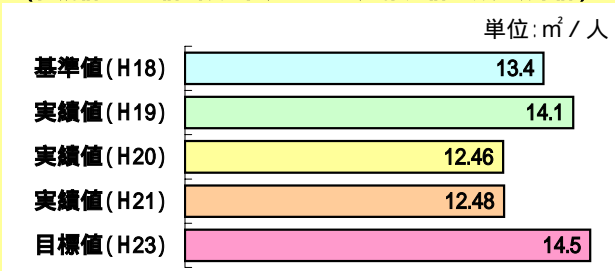 単位:㎡/人
基準値(H18) 13.4
実績値(H19) 14.1
実績値(H20) 12.46
実績値(H21) 12.48
目標値(H23) 14.5